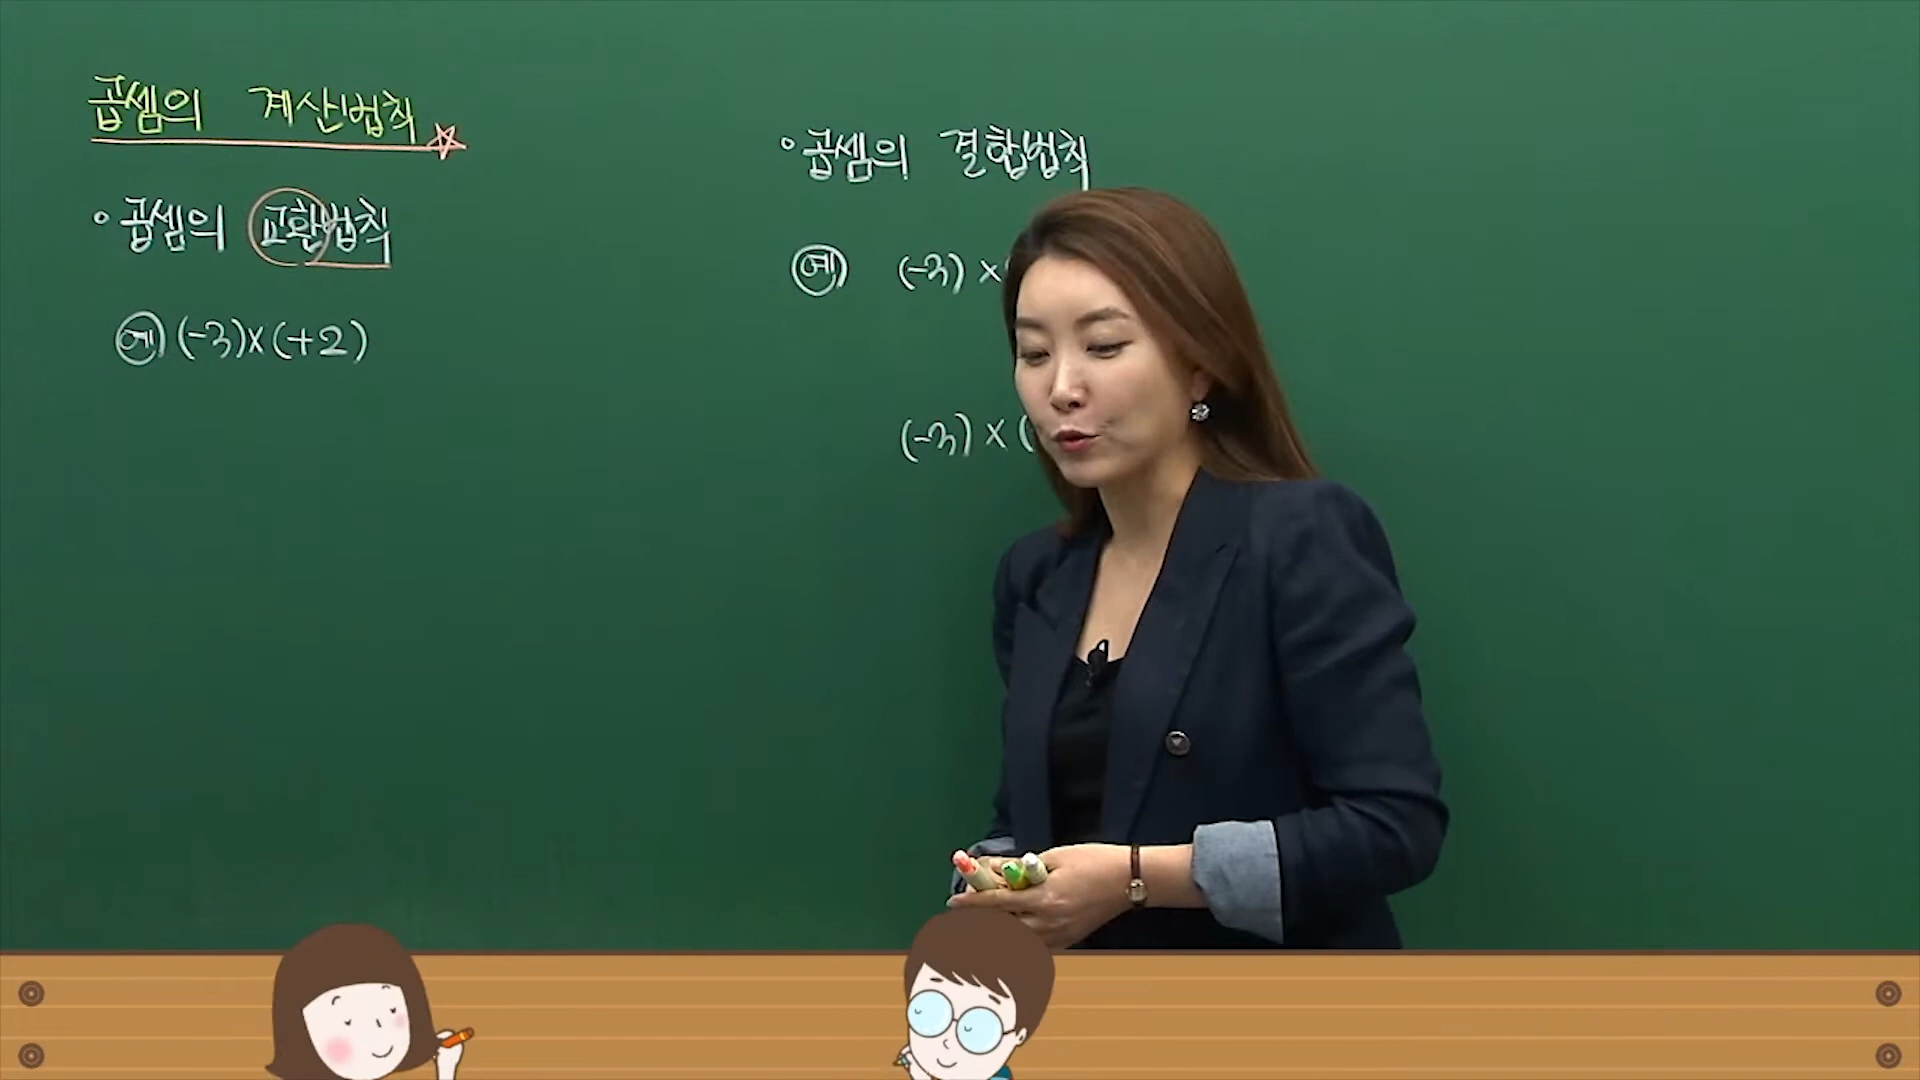 곱셈의 계산법칙
• 곱셈의 교환법칙
예 (-3)×(+2)
• 곱셈의 결합법칙
예 (-3)×
(-3)×(